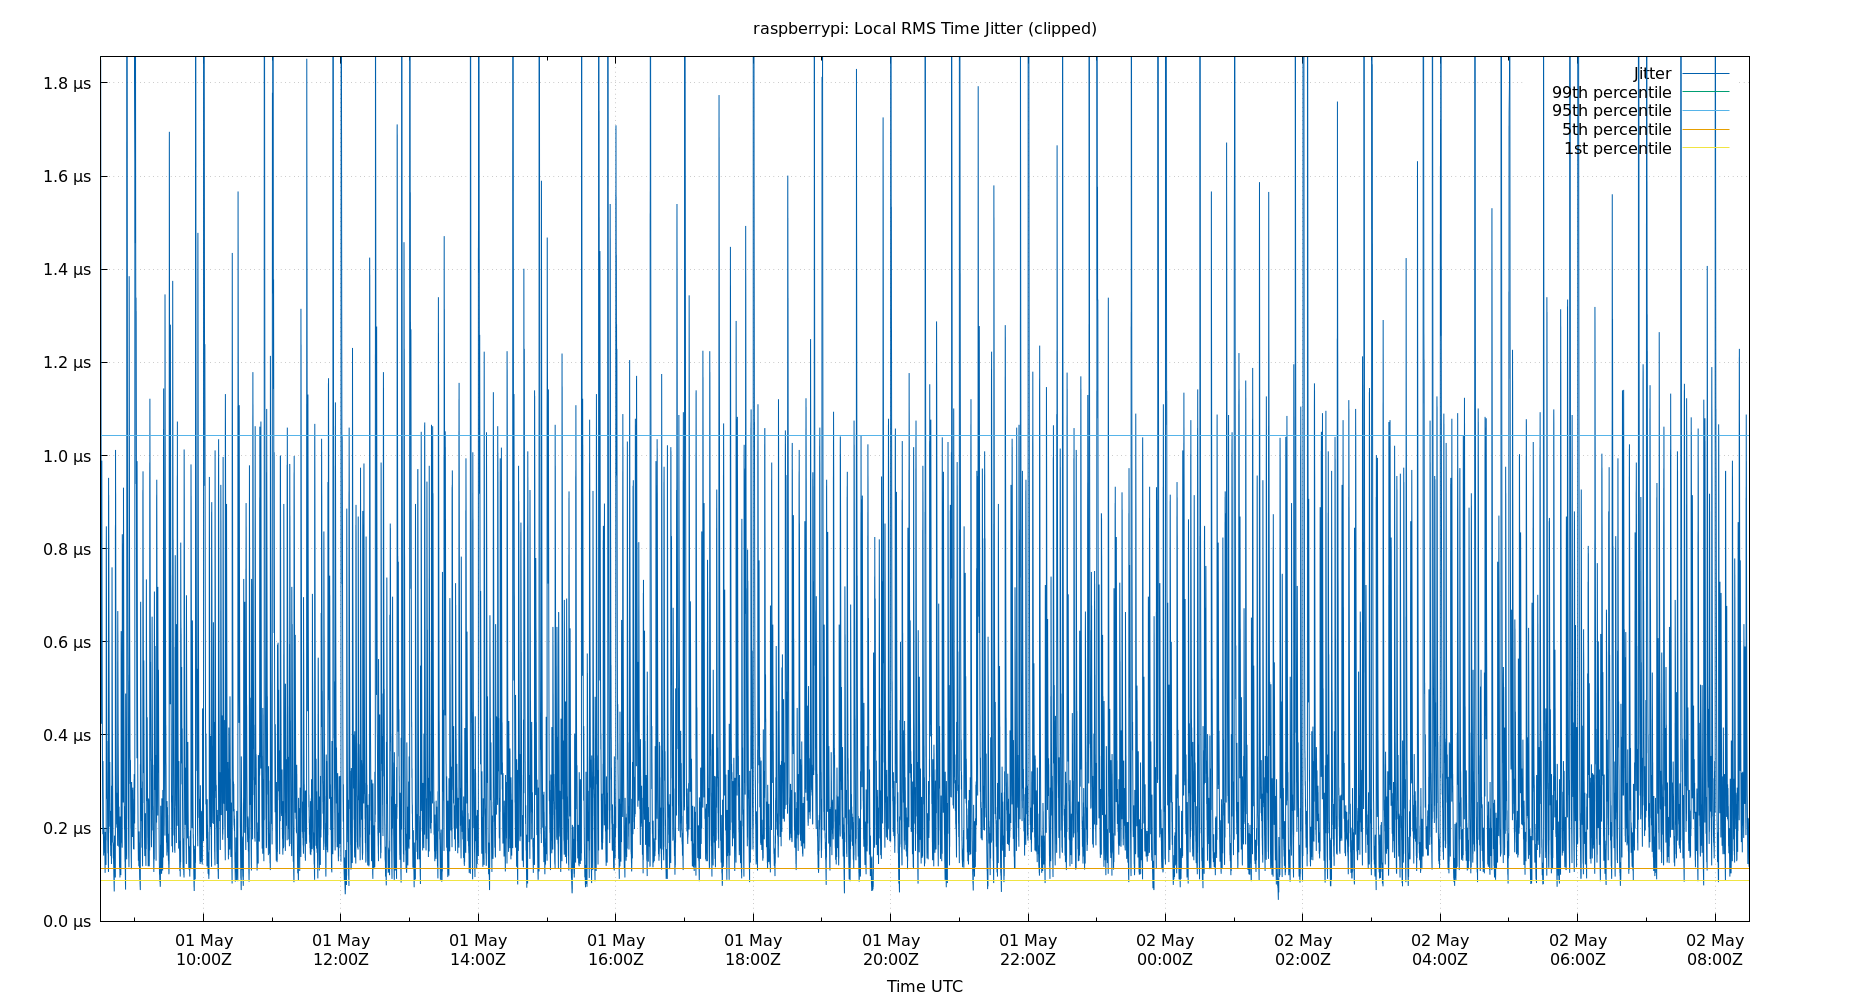 raspberrypi: Local RMS Time Jitter (clipped)
1.8 µs
1.6 µs
1.4 µs
1.2 µs
1.0 µs
0.8 µs
0.6 µs
0.4 µs
0.2 µs
0.0 µs
Jitter
99th percentile
95th percentile
5th percentile
1st percentile
01 May 01 May 01 May 01 May 01 May 01 May 01 May 02 May 02 May 02 May 02 May 02 May
10:00Z 12:00Z 14:00Z 16:00Z 18:00Z 20:00Z 22:00Z 00:00Z 02:00Z 04:00Z 06:00Z 08:00Z
Time UTC